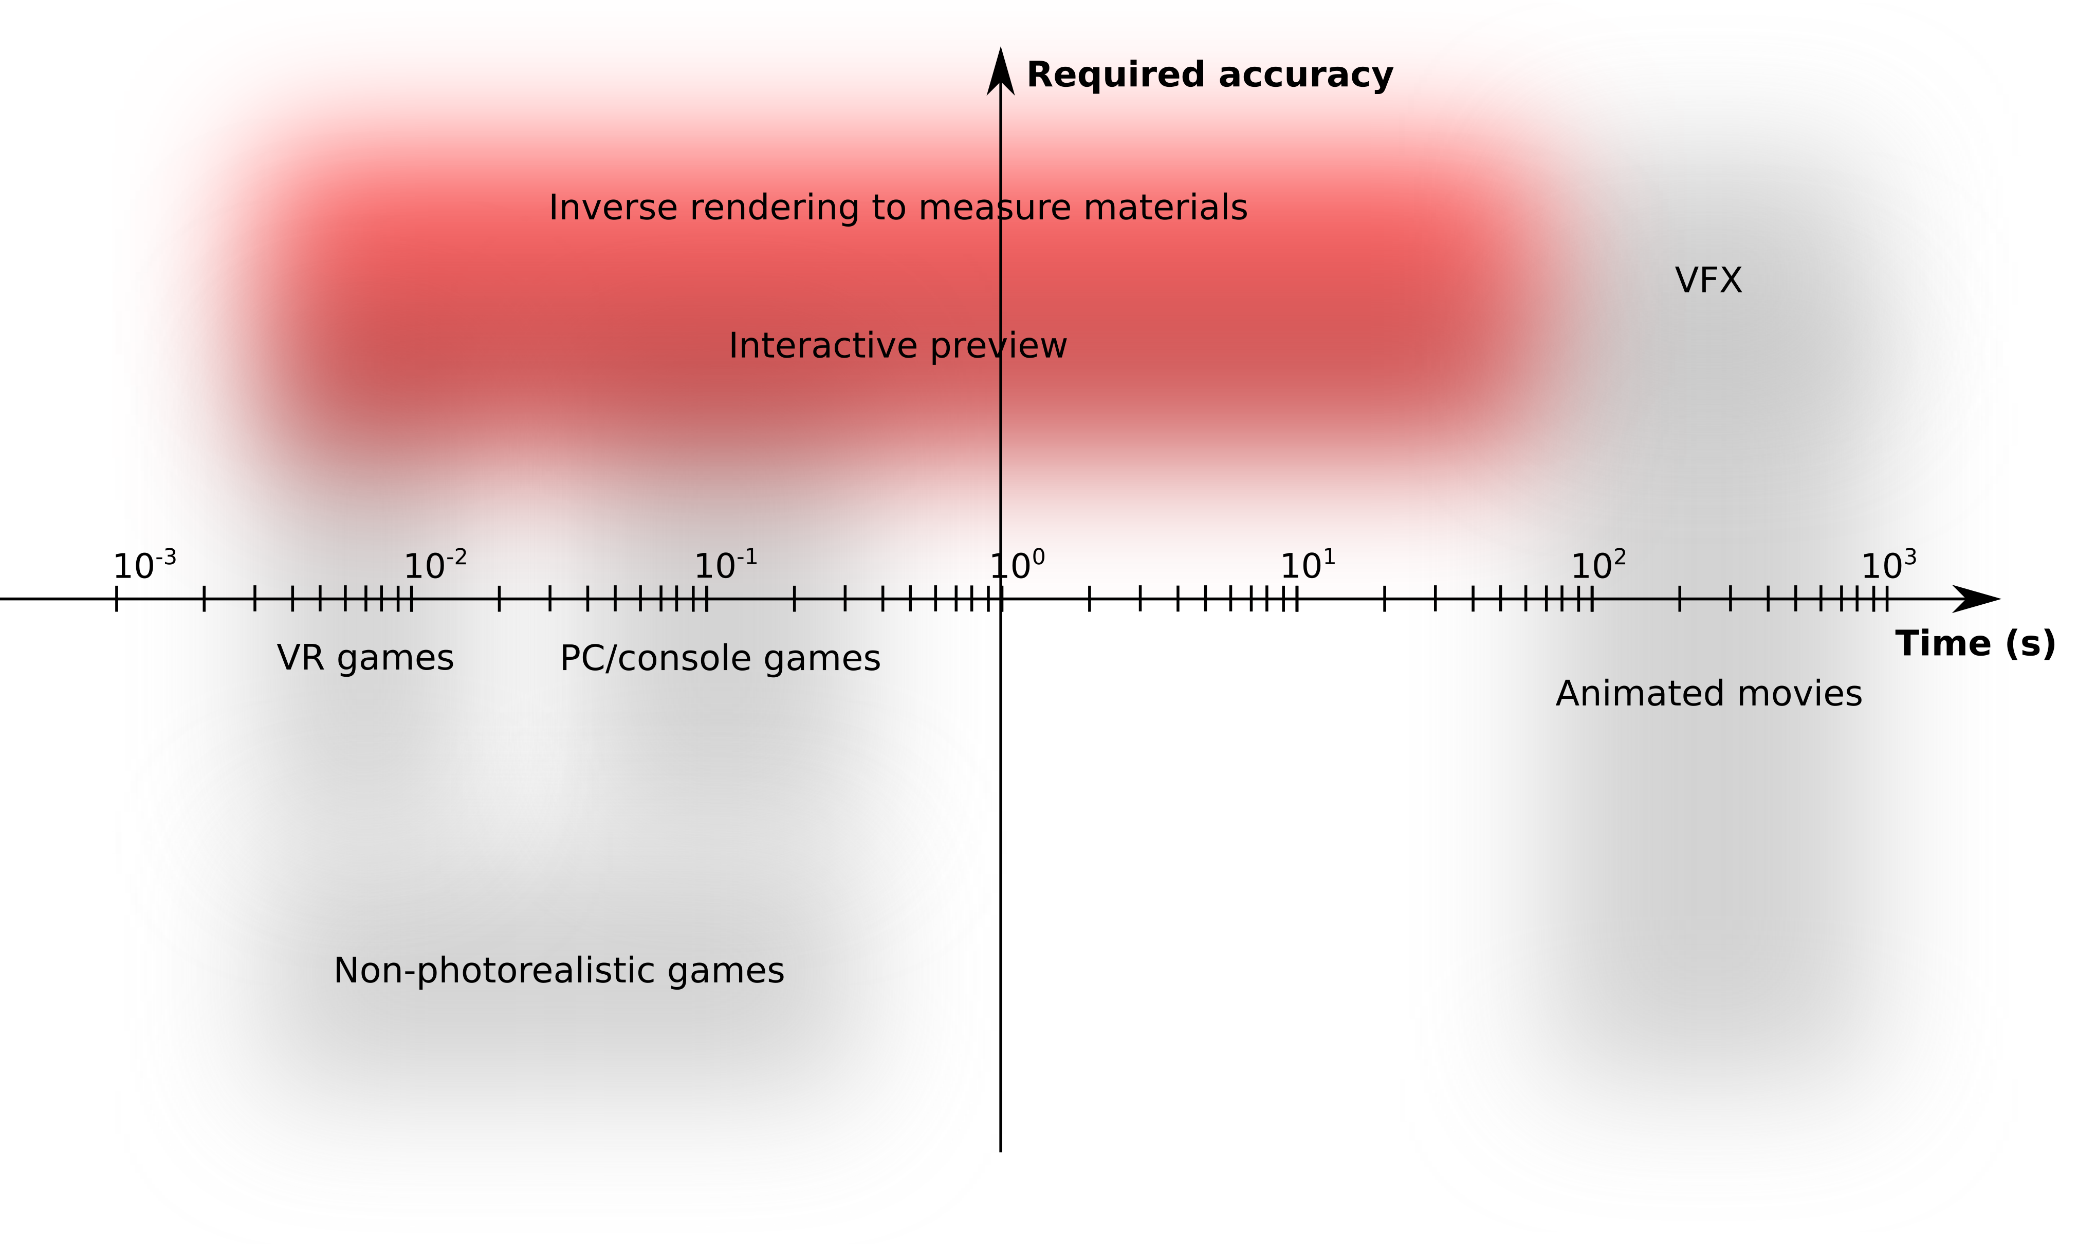 Required accuracy
Inverse rendering to measure materials
VFX
Interactive preview
10⁻³ 10⁻² 10⁻¹ 10⁰ 10¹ 10² 10³
Time (s)
VR games PC/console games
Animated movies
Non-photorealistic games